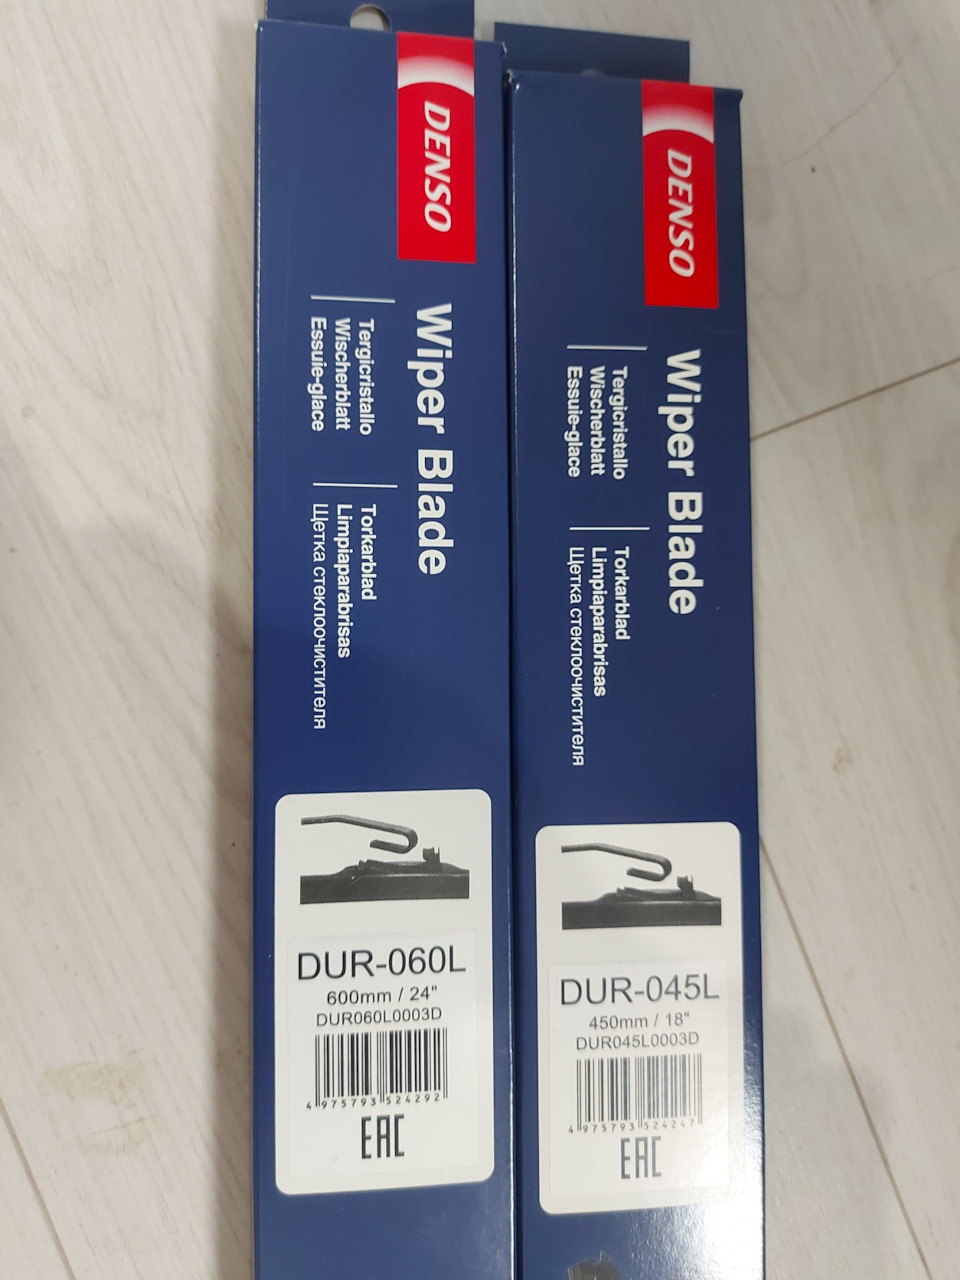 DENSO
Wiper Blade
Tergicristallo
Wischerblatt
Essuie-glace
Torkarblad
Limpiaparabrisas
Щетка стеклоочистителя
DUR-060L
600mm / 24"
DUR060L0003D
4 975793 524292
EAC
DENSO
Wiper Blade
Tergicristallo
Wischerblatt
Essuie-glace
Torkarblad
Limpiaparabrisas
Щетка стеклоочистителя
DUR-045L
450mm / 18"
DUR045L0003D
4 975793 524247
EAC